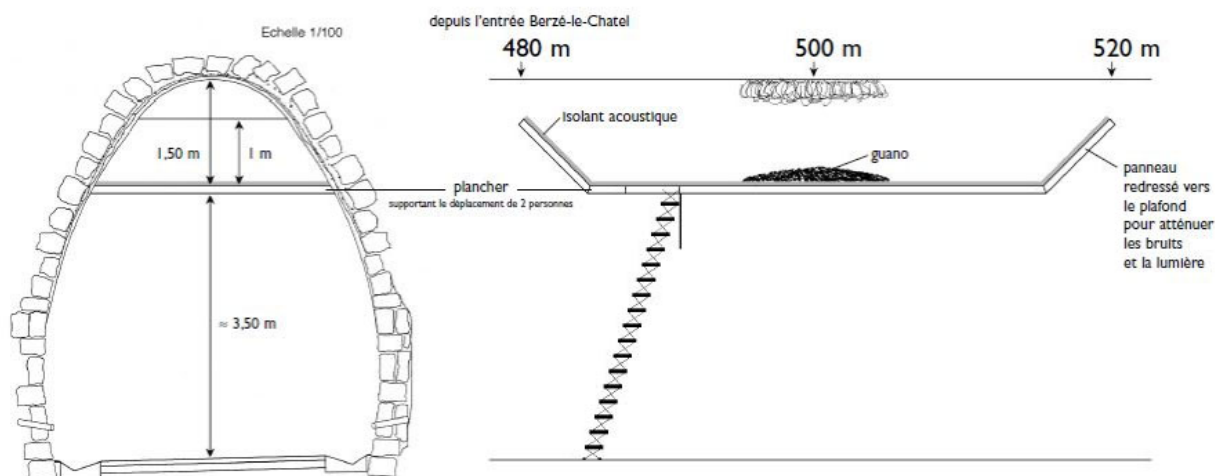 Echelle 1/100
1,50 m
1 m
≈ 3,50 m
plancher
supportant le déplacement de 2 personnes
depuis l'entrée Berzé-le-Chatel
480 m
500 m
520 m
isolant acoustique
guano
panneau
redressé vers
le plafond
pour atténuer
les bruits
et la lumière